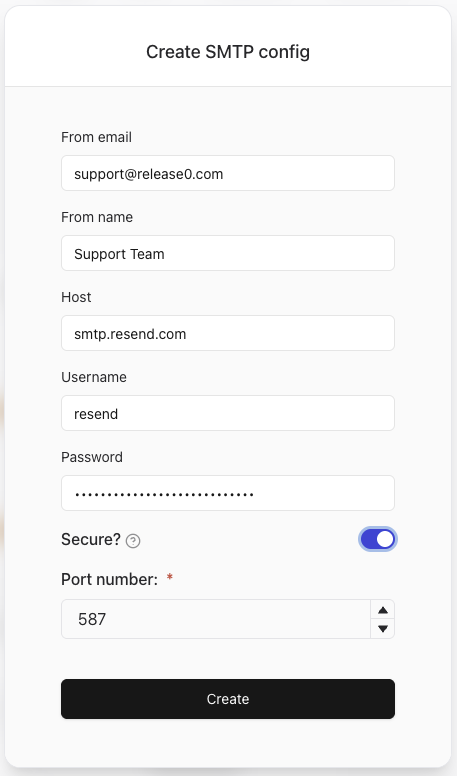 Create SMTP config
From email
support@release0.com
From name
Support Team
Host
smtp.resend.com
Username
resend
Password
••••••••••••••••••••••••••••
Secure? ?
Port number: *
587
Create